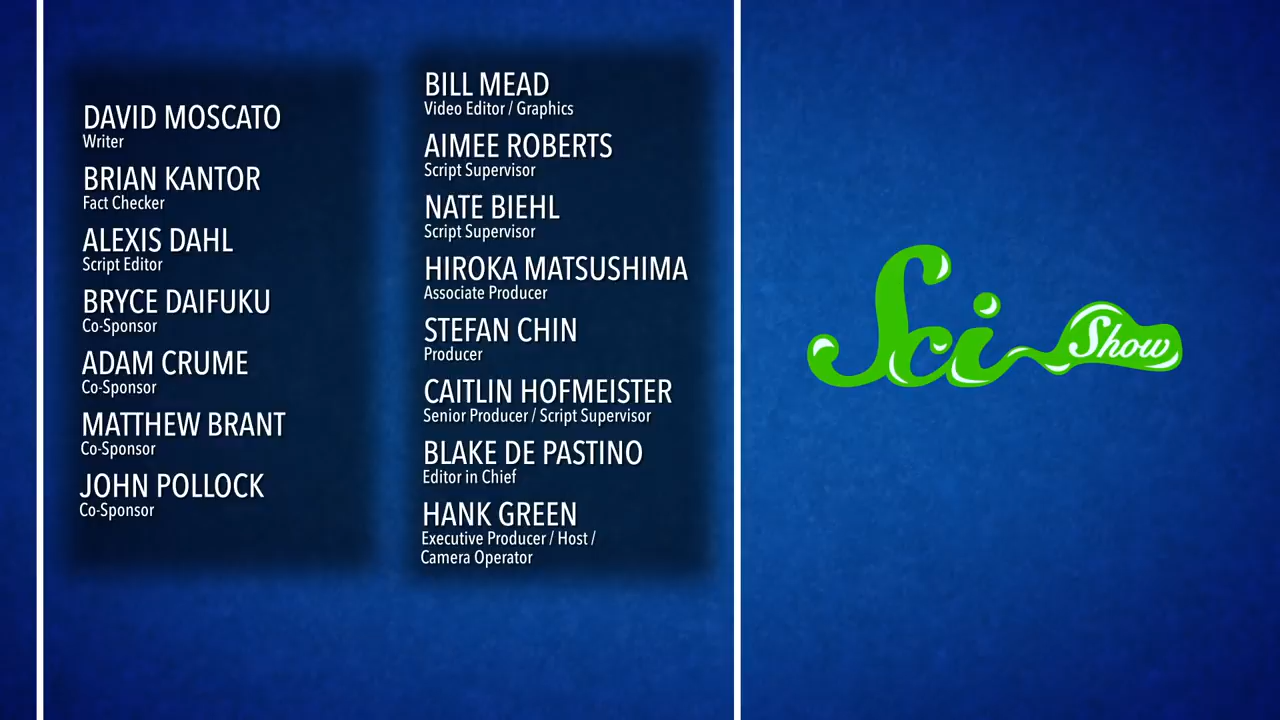 DAVID MOSCATO
Writer
BRIAN KANTOR
Fact Checker
ALEXIS DAHL
Script Editor
BRYCE DAIFUKU
Co-Sponsor
ADAM CRUME
Co-Sponsor
MATTHEW BRANT
Co-Sponsor
JOHN POLLOCK
Co-Sponsor
BILL MEAD
Video Editor / Graphics
AIMEE ROBERTS
Script Supervisor
NATE BIEHL
Script Supervisor
HIROKA MATSUSHIMA
Associate Producer
STEFAN CHIN
Producer
CAITLIN HOFMEISTER
Senior Producer / Script Supervisor
BLAKE DE PASTINO
Editor in Chief
HANK GREEN
Executive Producer / Host /
Camera Operator
Sci Show